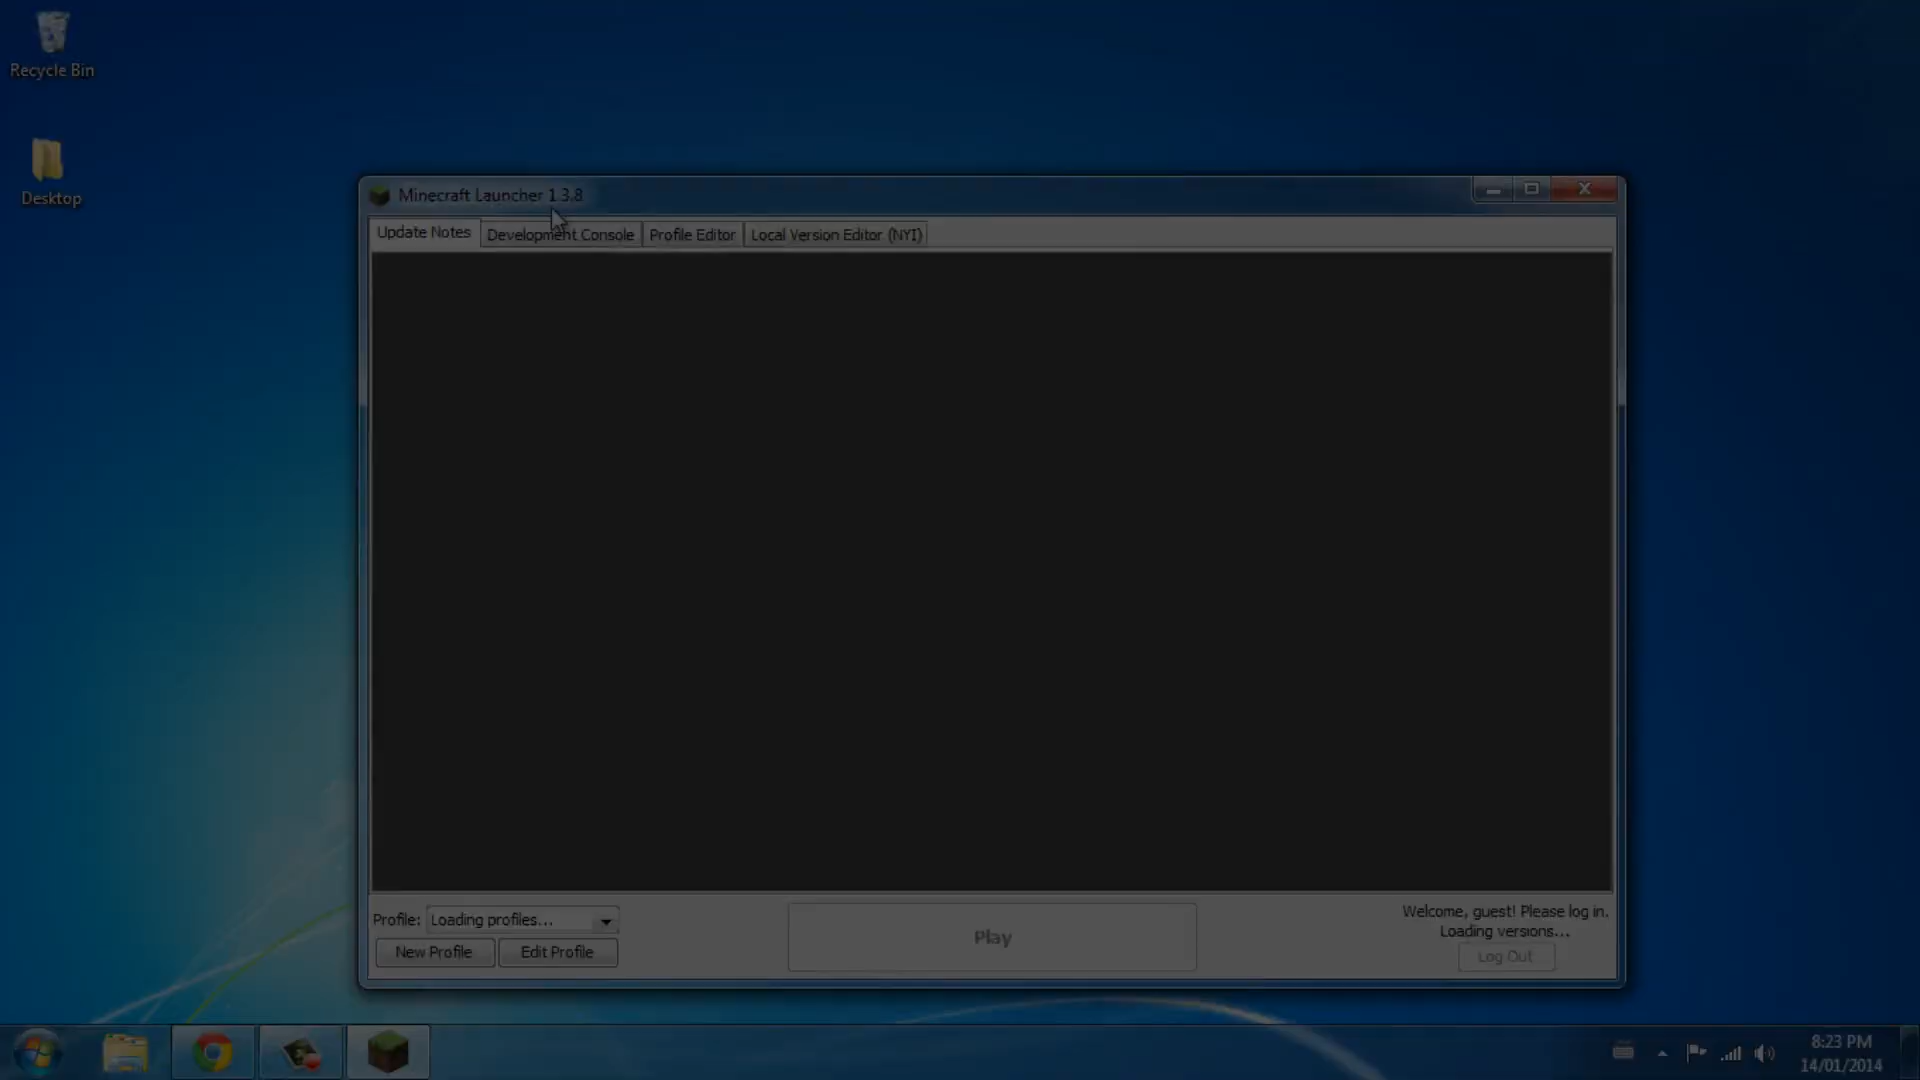 Recycle Bin
Desktop
Minecraft Launcher 1.3.8
Update Notes
Development Console
Profile Editor
Local Version Editor (NYI)
Profile:
Loading profiles...
New Profile
Edit Profile
Play
Welcome, guest! Please log in.
Loading versions...
Log Out
8:23 PM
14/01/2014